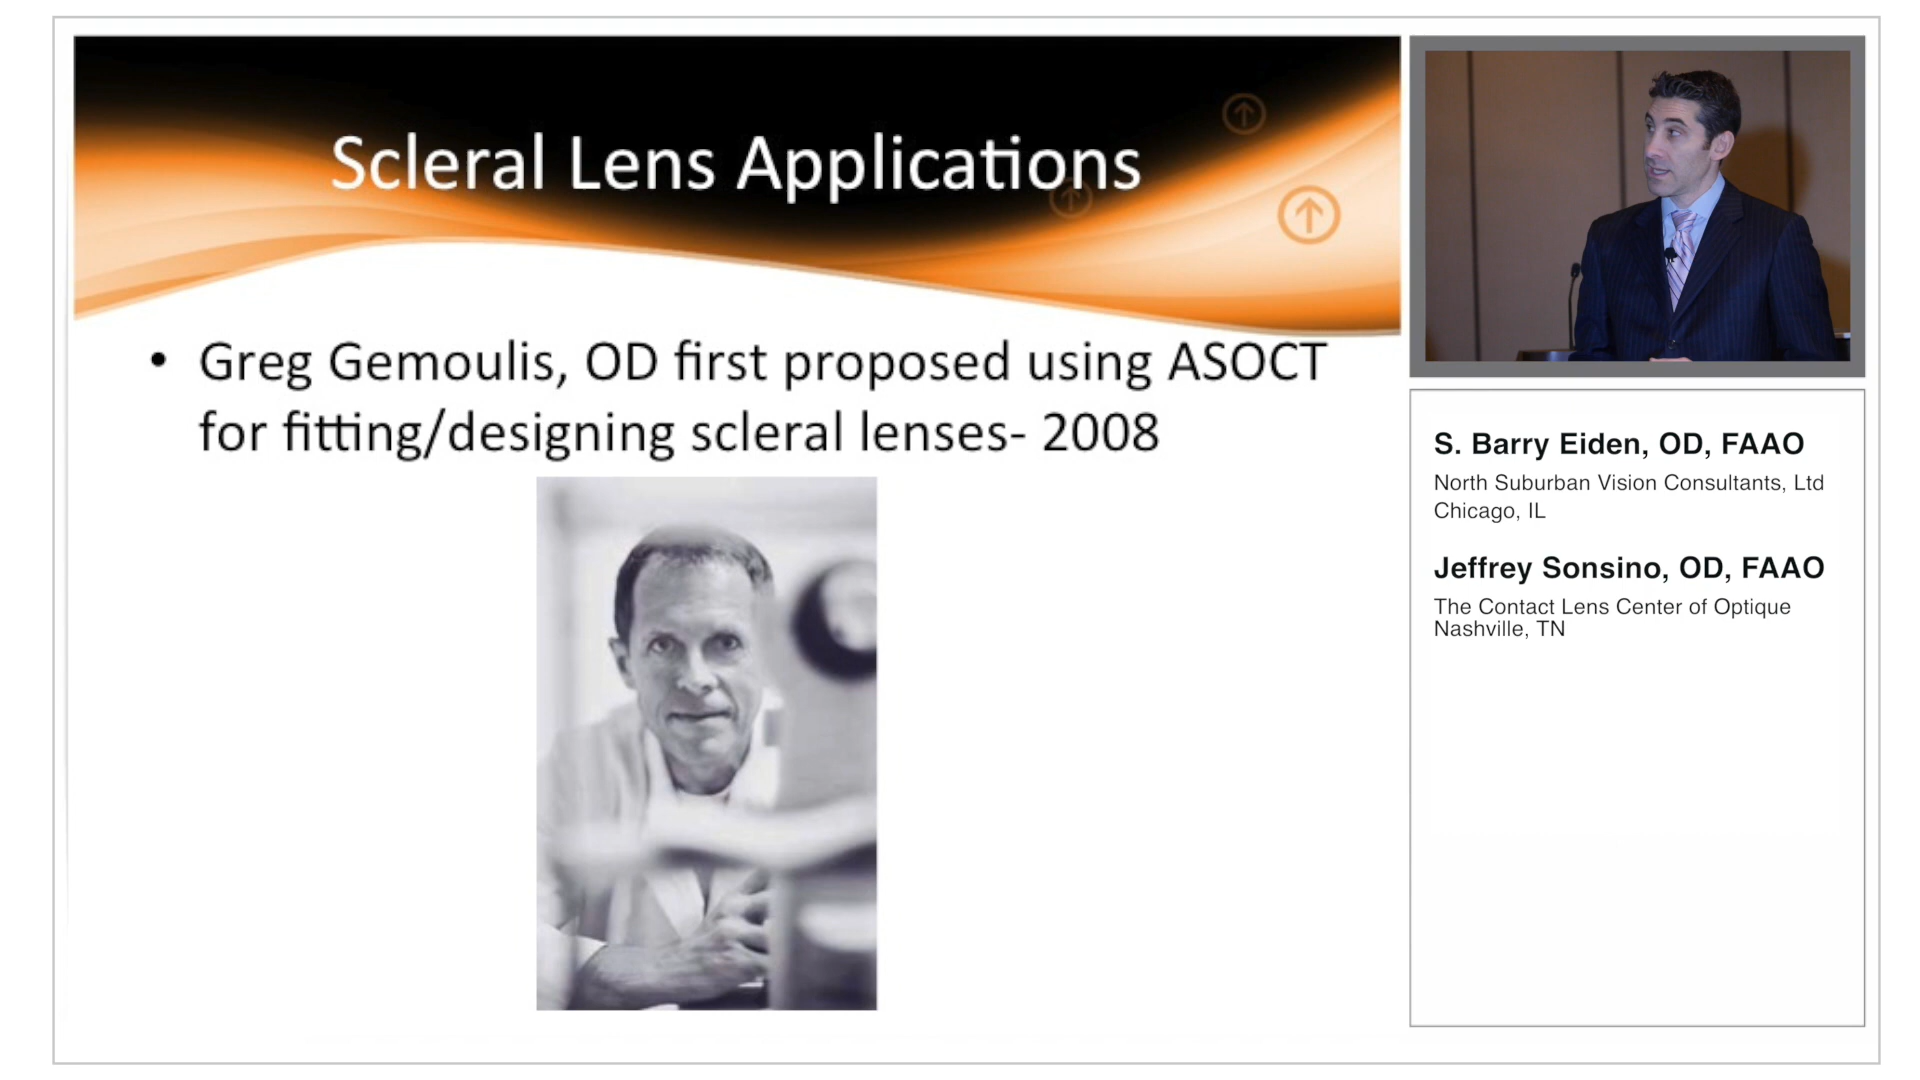 Scleral Lens Applications
• Greg Gemoulis, OD first proposed using ASOCT
for fitting/designing scleral lenses- 2008
S. Barry Eiden, OD, FAAO
North Suburban Vision Consultants, Ltd
Chicago, IL
Jeffrey Sonsino, OD, FAAO
The Contact Lens Center of Optique
Nashville, TN